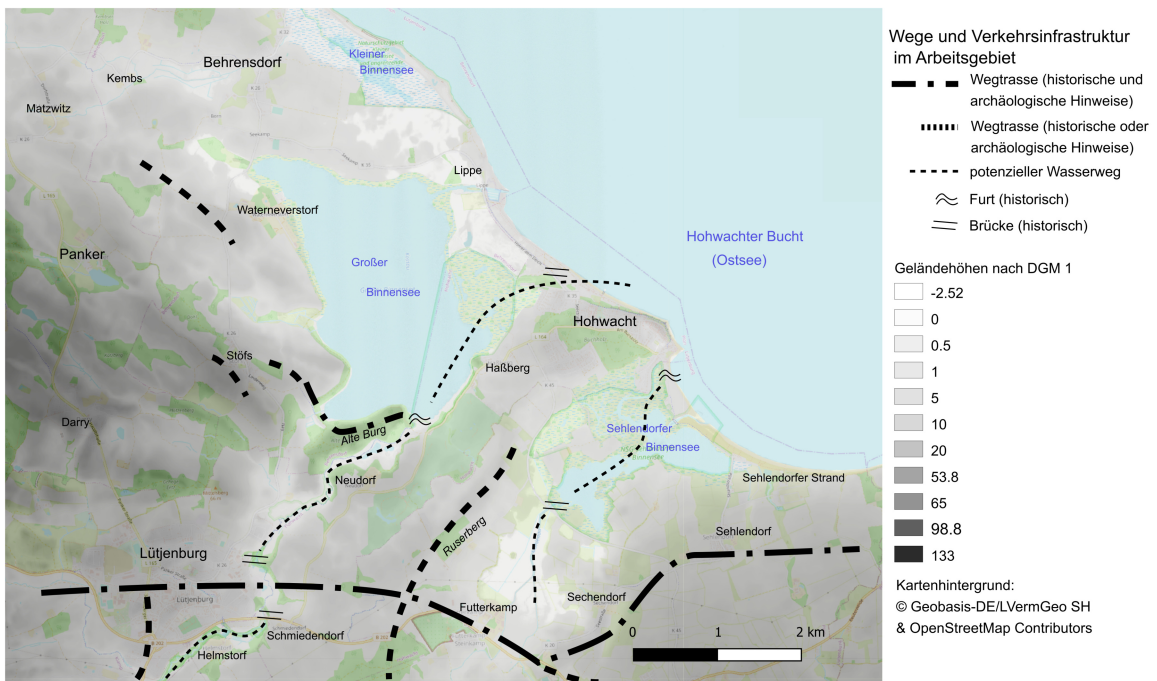 Behrensdorf
Kembs
Matzwitz
Kleiner
Binnensee
Lippe
Waterneverstorf
Panker
Großer
Binnensee
Hohwachter Bucht
(Ostsee)
Hohwacht
Stöfs
Haßberg
Darry
Alte Burg
Neudorf
Sehlendorfer
Binnensee
Sehlendorfer Strand
Ruserberg
Sehlendorf
Lütjenburg
Lütjenburg
Futterkamp
Sechendorf
Schmiedendorf
Helmstorf
0 1 2 km
Wege und Verkehrsinfrastruktur
im Arbeitsgebiet
Wegtrasse (historische und
archäologische Hinweise)
Wegtrasse (historische oder
archäologische Hinweise)
potenzieller Wasserweg
Furt (historisch)
Brücke (historisch)
Geländehöhen nach DGM 1
-2.52
0
0.5
1
5
10
20
53.8
65
98.8
133
Kartenhintergrund:
© Geobasis-DE/LVermGeo SH
& OpenStreetMap Contributors